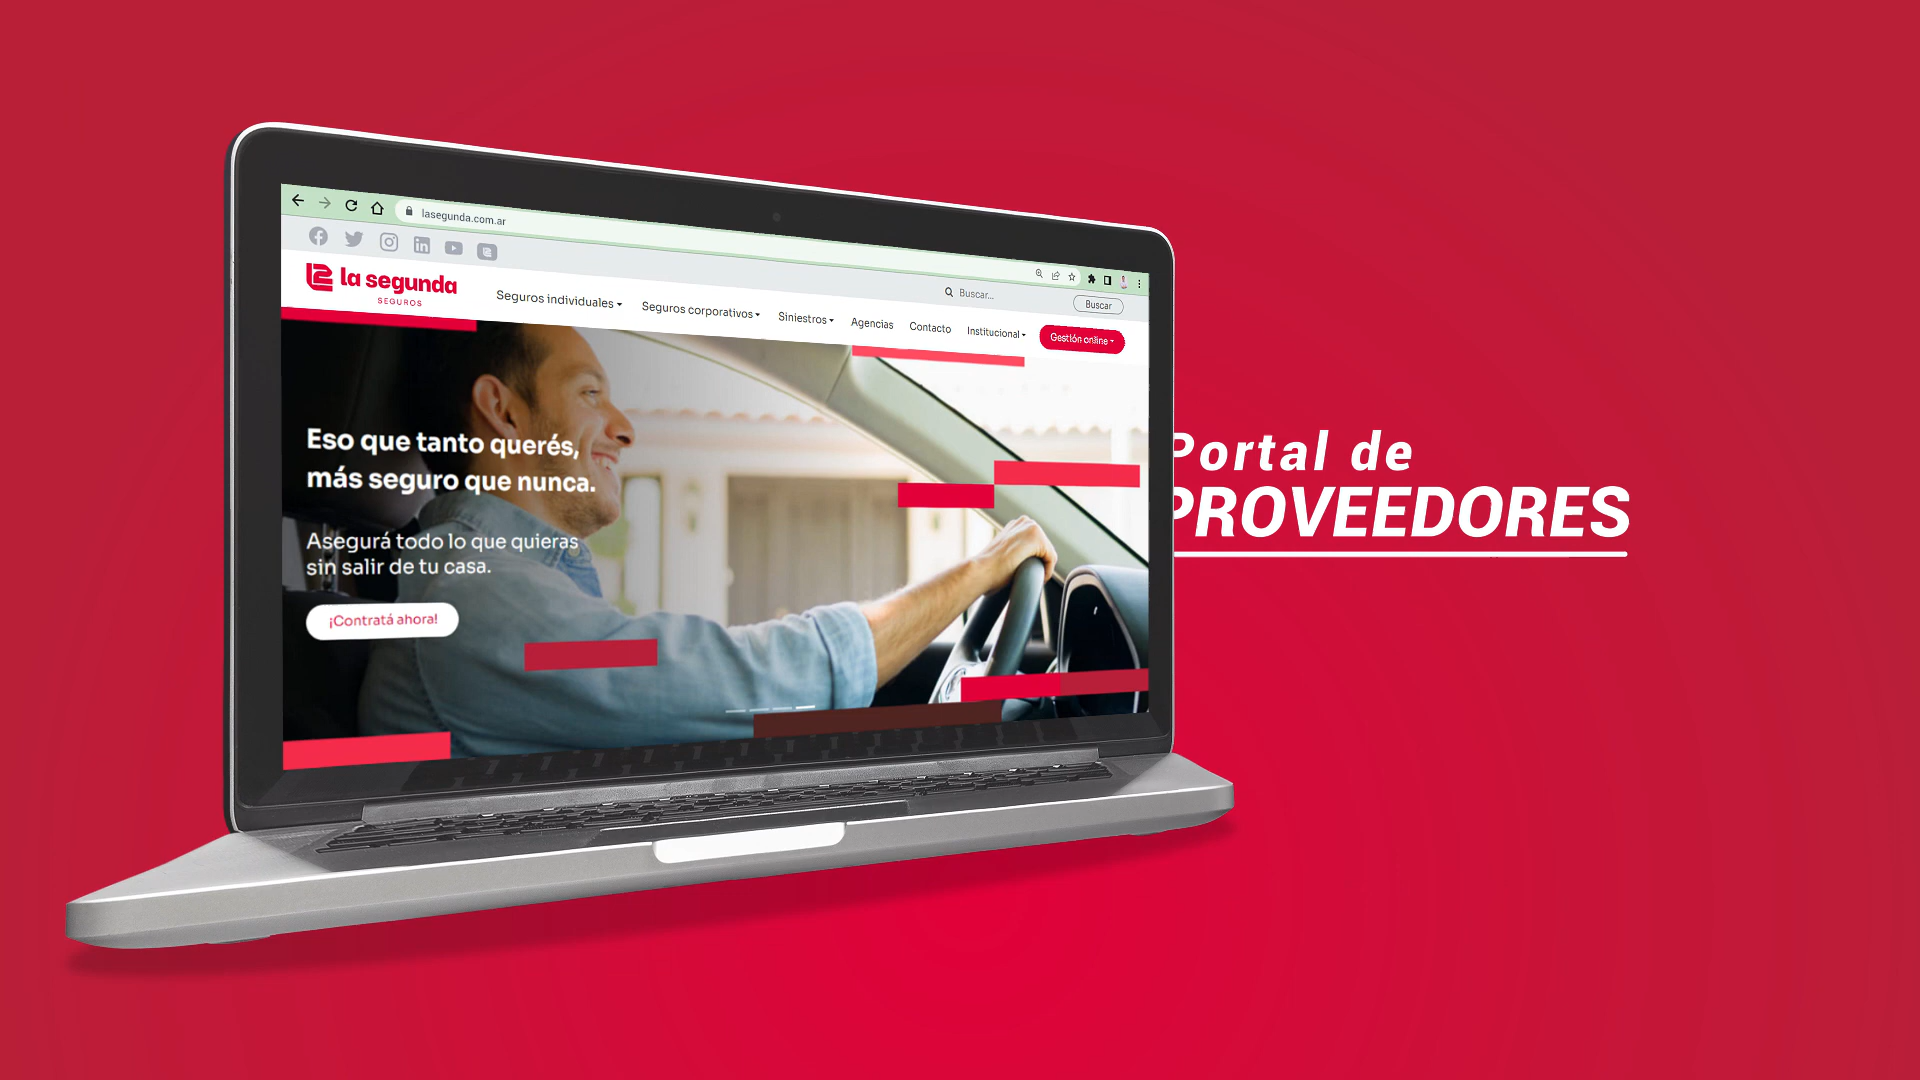 lasegunda.com.ar
Buscar...
Buscar
la segunda
SEGUROS
Seguros individuales
Seguros corporativos
Siniestros
Agencias
Contacto
Institucional
Gestión online
Eso que tanto querés,
más seguro que nunca.
Asegurá todo lo que quieras
sin salir de tu casa.
¡Contratá ahora!
Portal de
PROVEEDORES